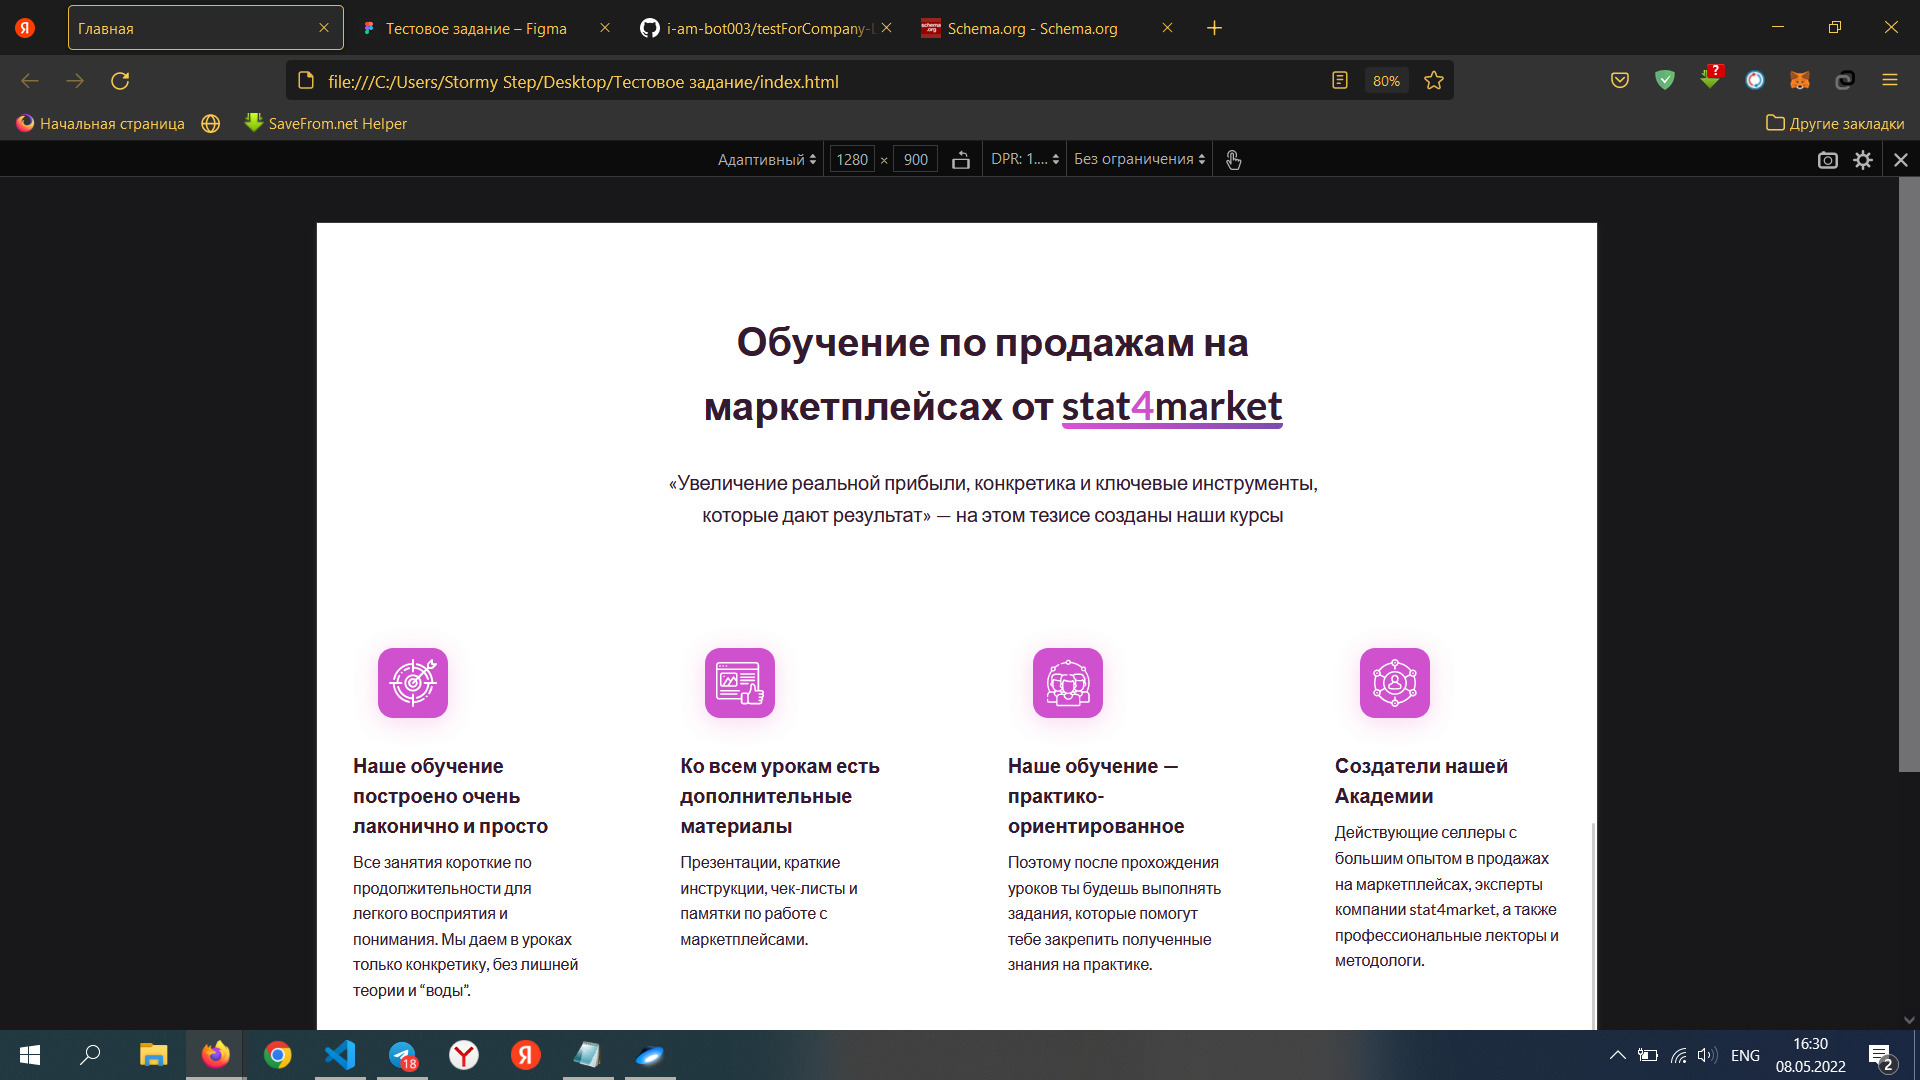 Главная
Тестовое задание – Figma
i-am-bot003/testForCompany-L
Schema.org - Schema.org
file:///C:/Users/Stormy Step/Desktop/Тестовое задание/index.html
80%
Начальная страница
SaveFrom.net Helper
Другие закладки
Адаптивный
1280 × 900
DPR: 1....
Без ограничения
Обучение по продажам на
маркетплейсах от stat4market
«Увеличение реальной прибыли, конкретика и ключевые инструменты,
которые дают результат» — на этом тезисе созданы наши курсы
Наше обучение
построено очень
лаконично и просто
Все занятия короткие по
продолжительности для
легкого восприятия и
понимания. Мы даем в уроках
только конкретику, без лишней
теории и “воды”.
Ко всем урокам есть
дополнительные
материалы
Презентации, краткие
инструкции, чек-листы и
памятки по работе с
маркетплейсами.
Наше обучение —
практико-
ориентированное
Поэтому после прохождения
уроков ты будешь выполнять
задания, которые помогут
тебе закрепить полученные
знания на практике.
Создатели нашей
Академии
Действующие селлеры с
большим опытом в продажах
на маркетплейсах, эксперты
компании stat4market, а также
профессиональные лекторы и
методологи.
18
ENG
16:30
08.05.2022
2